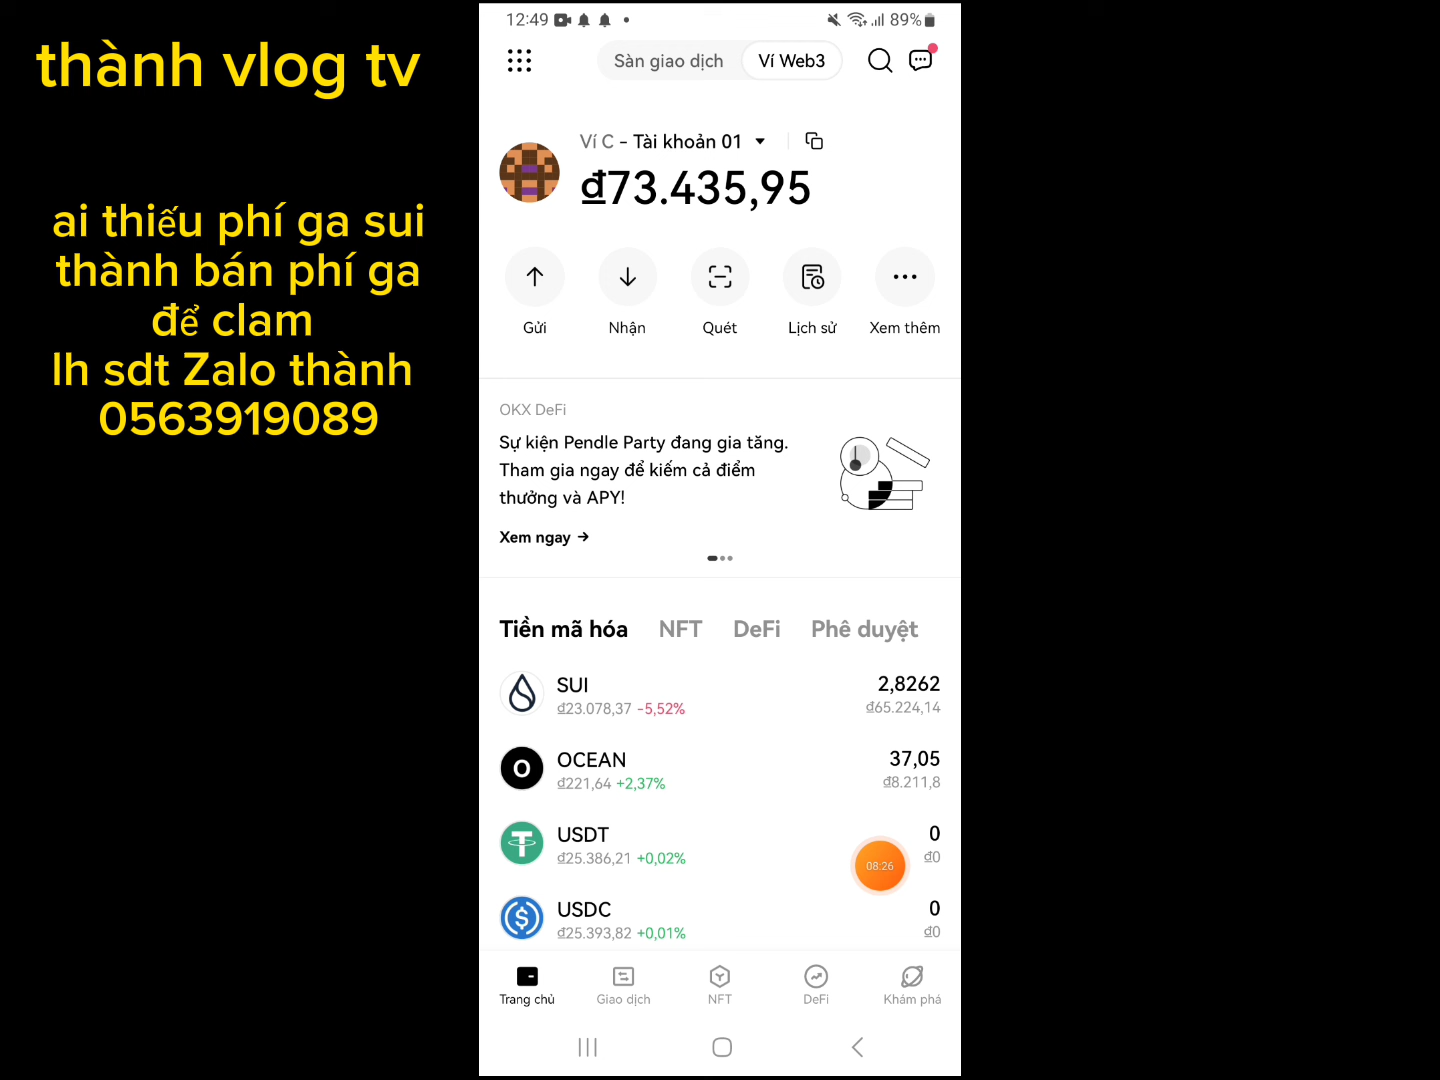 thành vlog tv
ai thiếu phí ga sui
thành bán phí ga
để clam
lh sdt Zalo thành
0563919089
12:49
89%
Sàn giao dịch
Ví Web3
Ví C - Tài khoản 01
₫73.435,95
Gửi
Nhận
Quét
Lịch sử
Xem thêm
OKX DeFi
Sự kiện Pendle Party đang gia tăng.
Tham gia ngay để kiếm cả điểm
thưởng và APY!
Xem ngay →
Tiền mã hóa
NFT
DeFi
Phê duyệt
SUI
2,8262
₫23.078,37 -5,52%
₫65.224,14
OCEAN
37,05
₫221,64 +2,37%
₫8.211,8
USDT
0
₫25.386,21 +0,02%
₫0
08:26
USDC
0
₫25.393,82 +0,01%
₫0
Trang chủ
Giao dịch
NFT
DeFi
Khám phá